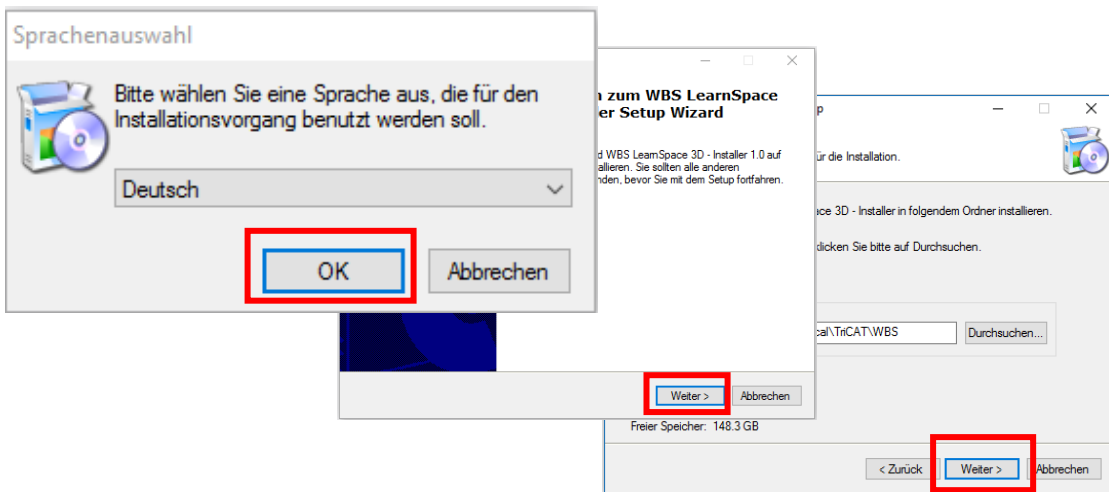 Sprachenauswahl
Bitte wählen Sie eine Sprache aus, die für den
Installationsvorgang benutzt werden soll.
Deutsch
OK
Abbrechen
zum WBS LearnSpace
er Setup Wizard
WBS LearnSpace 3D - Installer 1.0 auf
allieren. Sie sollten alle anderen
nden, bevor Sie mit dem Setup fortfahren.
Weiter >
Abbrechen
p
ür die Installation.
ace 3D - Installer in folgendem Ordner installieren.
klicken Sie bitte auf Durchsuchen.
cal\TriCAT\WBS
Durchsuchen...
Freier Speicher: 148.3 GB
< Zurück
Weiter >
Abbrechen